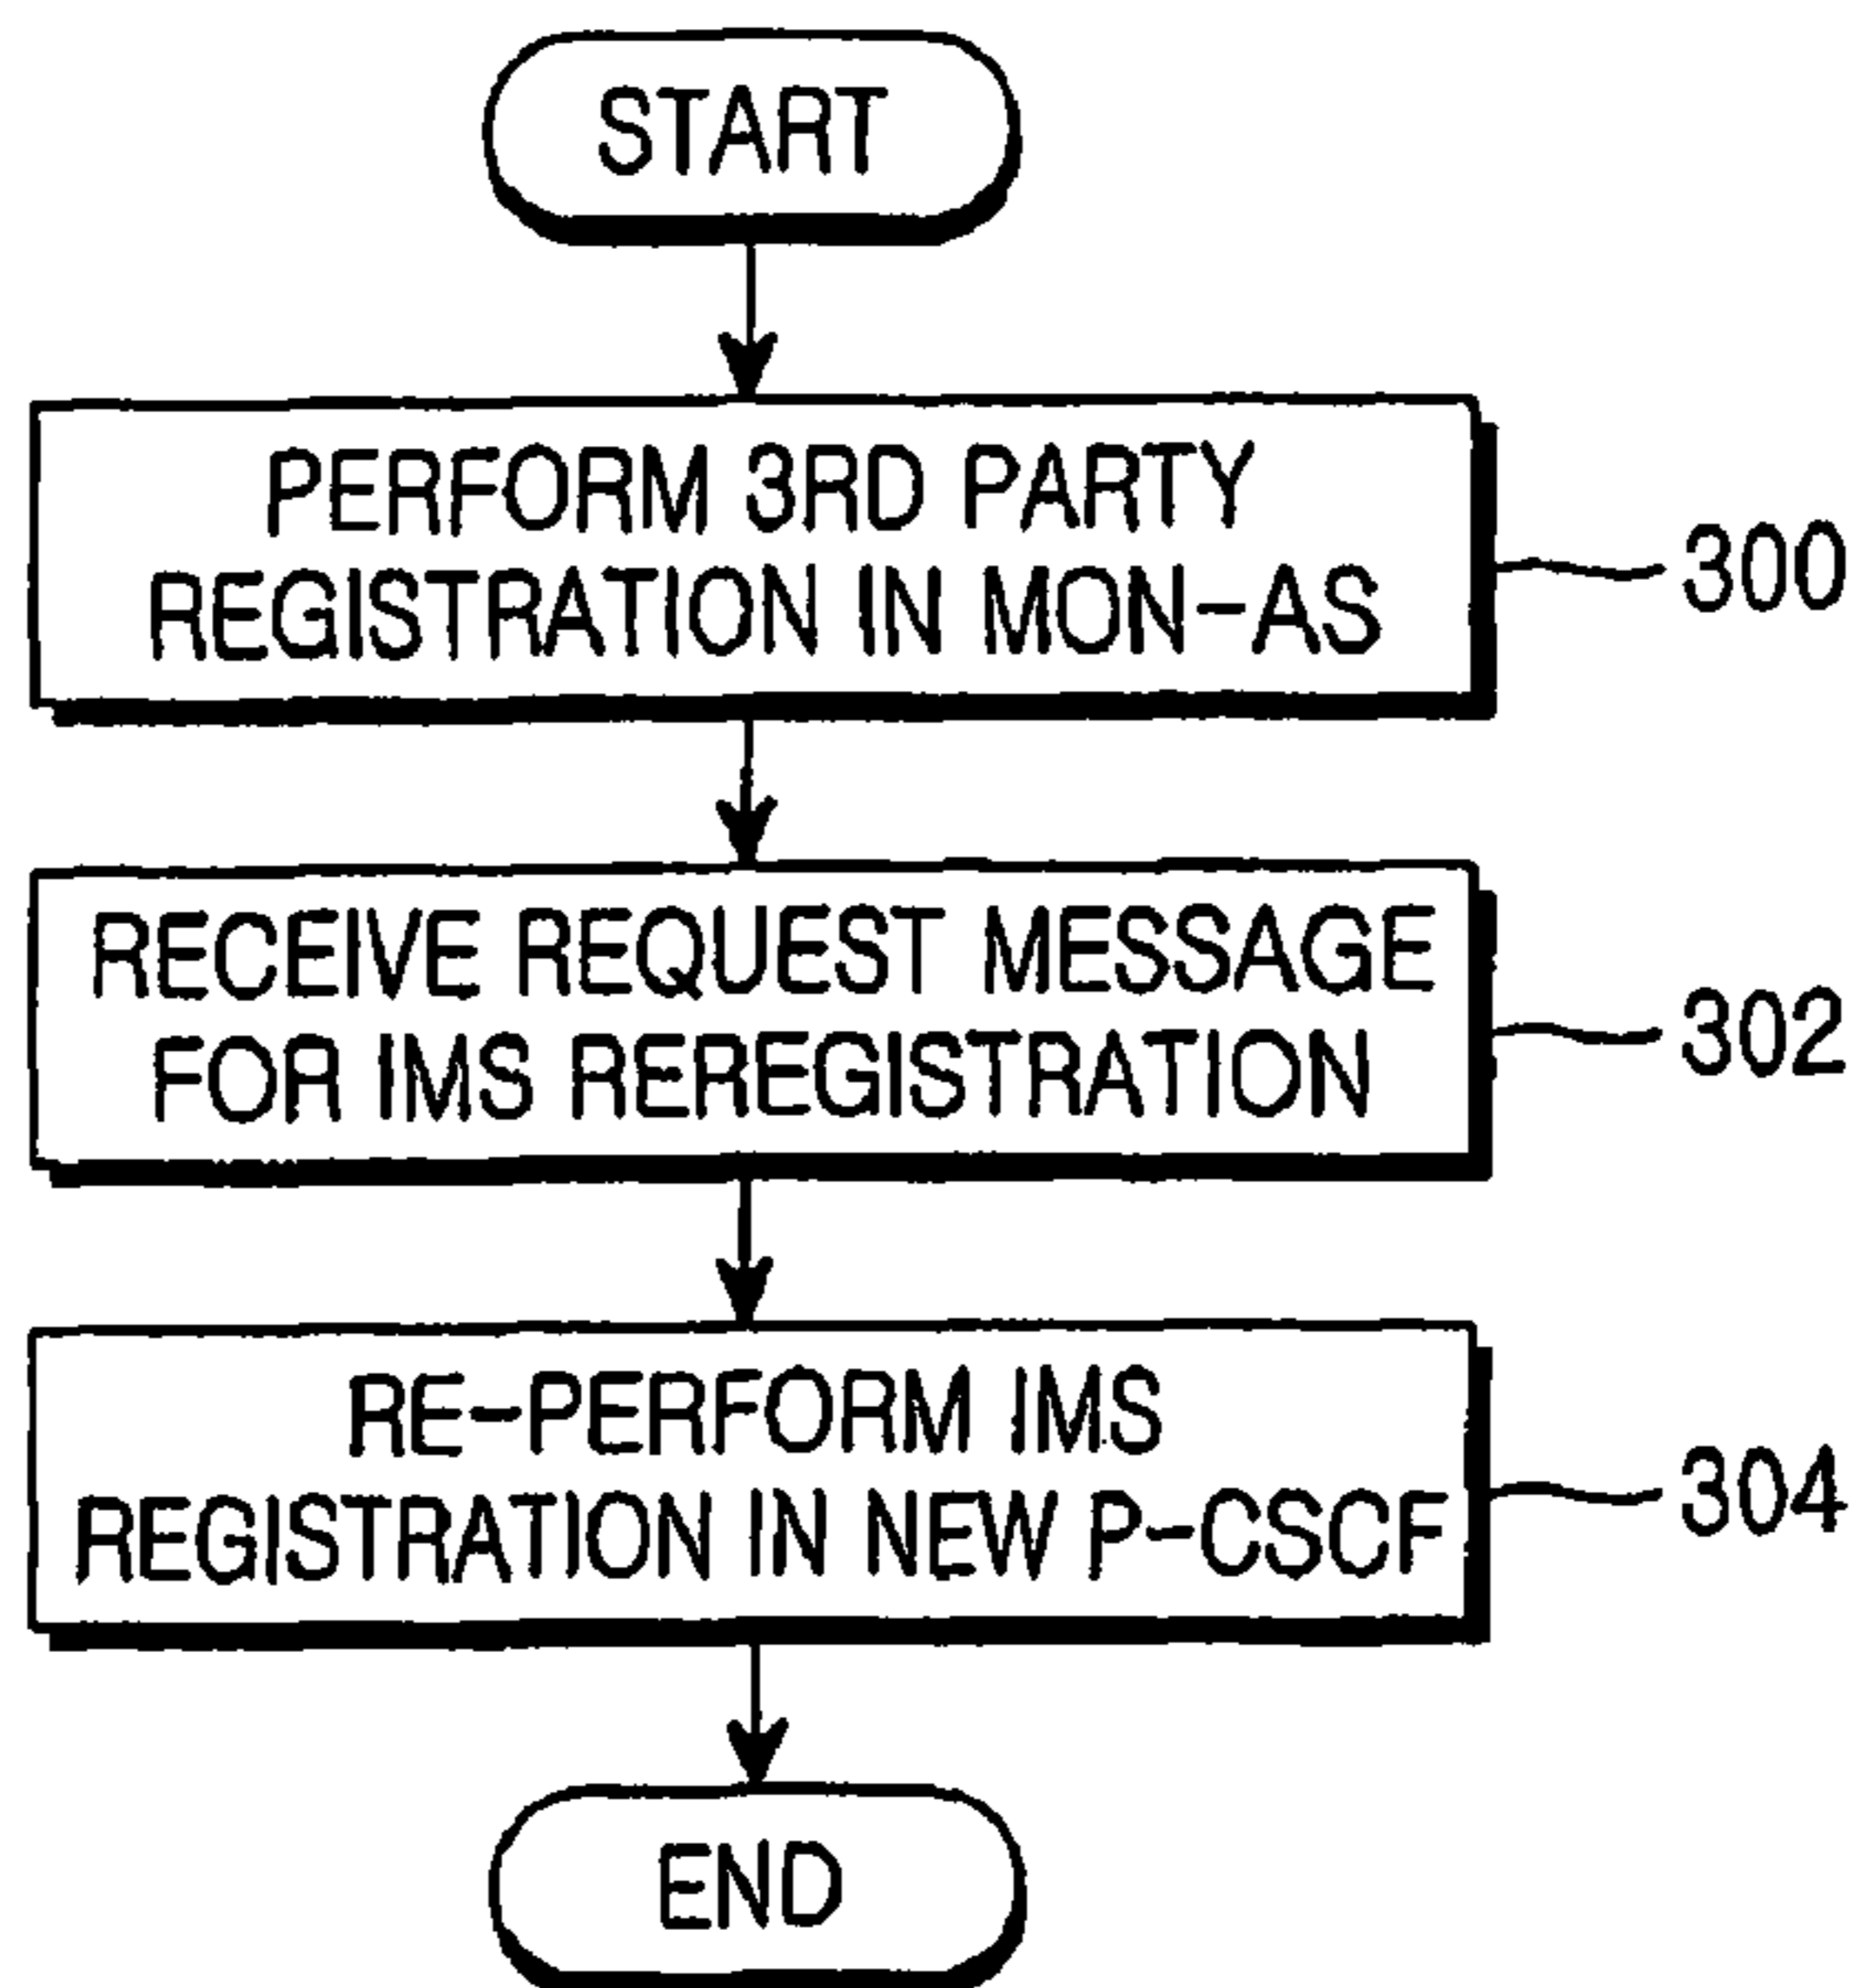 START
PERFORM 3RD PARTY
REGISTRATION IN MON-AS
300
RECEIVE REQUEST MESSAGE
FOR IMS REREGISTRATION
302
RE-PERFORM IMS
REGISTRATION IN NEW P-CSCF
304
END